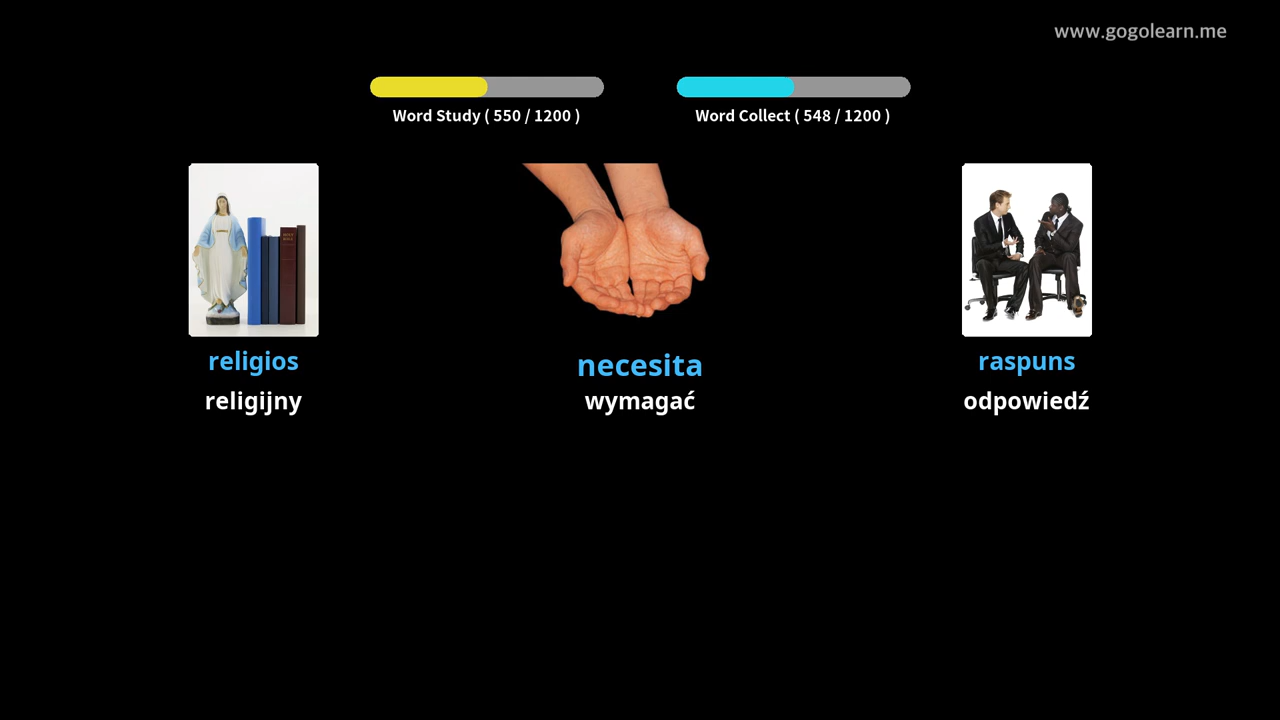 www.gogolearn.me
Word Study ( 550 / 1200 )
Word Collect ( 548 / 1200 )
religios
religijny
necesita
wymagać
raspuns
odpowiedź